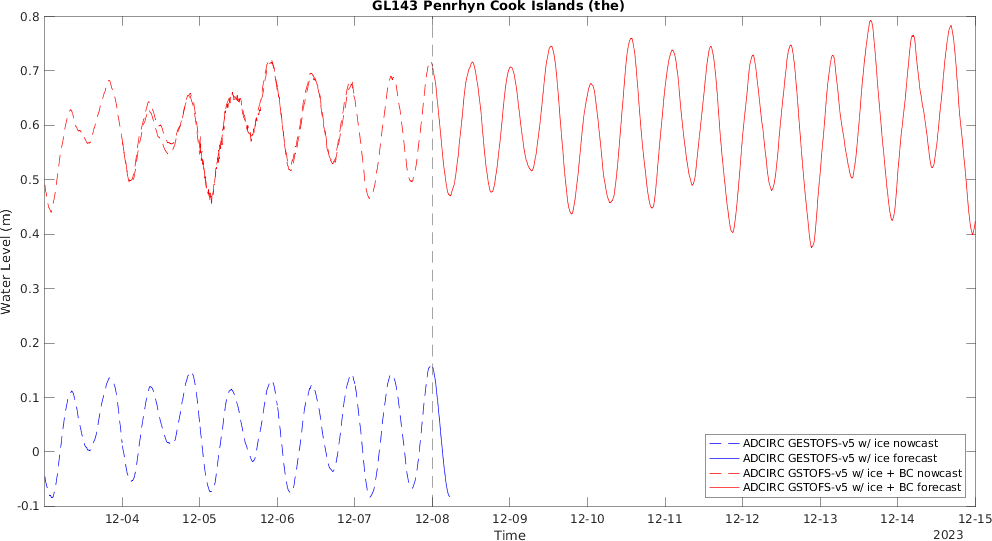 GL143 Penrhyn Cook Islands (the)
0.8
0.7
0.6
0.5
0.4
0.3
0.2
0.1
0
-0.1
Water Level (m)
ADCIRC GESTOFS-v5 w/ ice nowcast
ADCIRC GESTOFS-v5 w/ ice forecast
ADCIRC GSTOFS-v5 w/ ice + BC nowcast
ADCIRC GSTOFS-v5 w/ ice + BC forecast
12-04 12-05 12-06 12-07 12-08 12-09 12-10 12-11 12-12 12-13 12-14 12-15
Time
2023